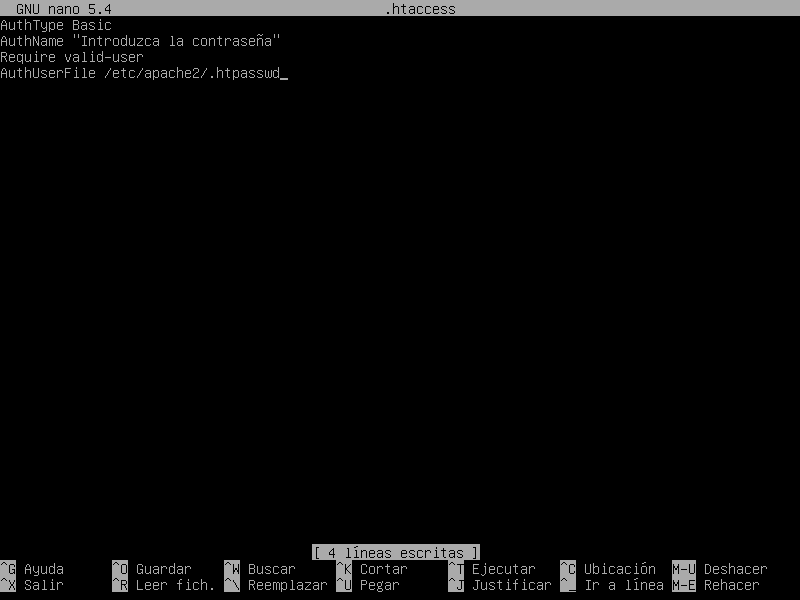 GNU nano 5.4 .htaccess
AuthType Basic
AuthName "Introduzca la contraseña"
Require valid-user
AuthUserFile /etc/apache2/.htpasswd_
[ 4 líneas escritas ]
^G Ayuda ^O Guardar ^W Buscar ^K Cortar ^T Ejecutar ^C Ubicación M-U Deshacer
^X Salir ^R Leer fich. ^\ Reemplazar ^U Pegar ^J Justificar ^_ Ir a línea M-E Rehacer